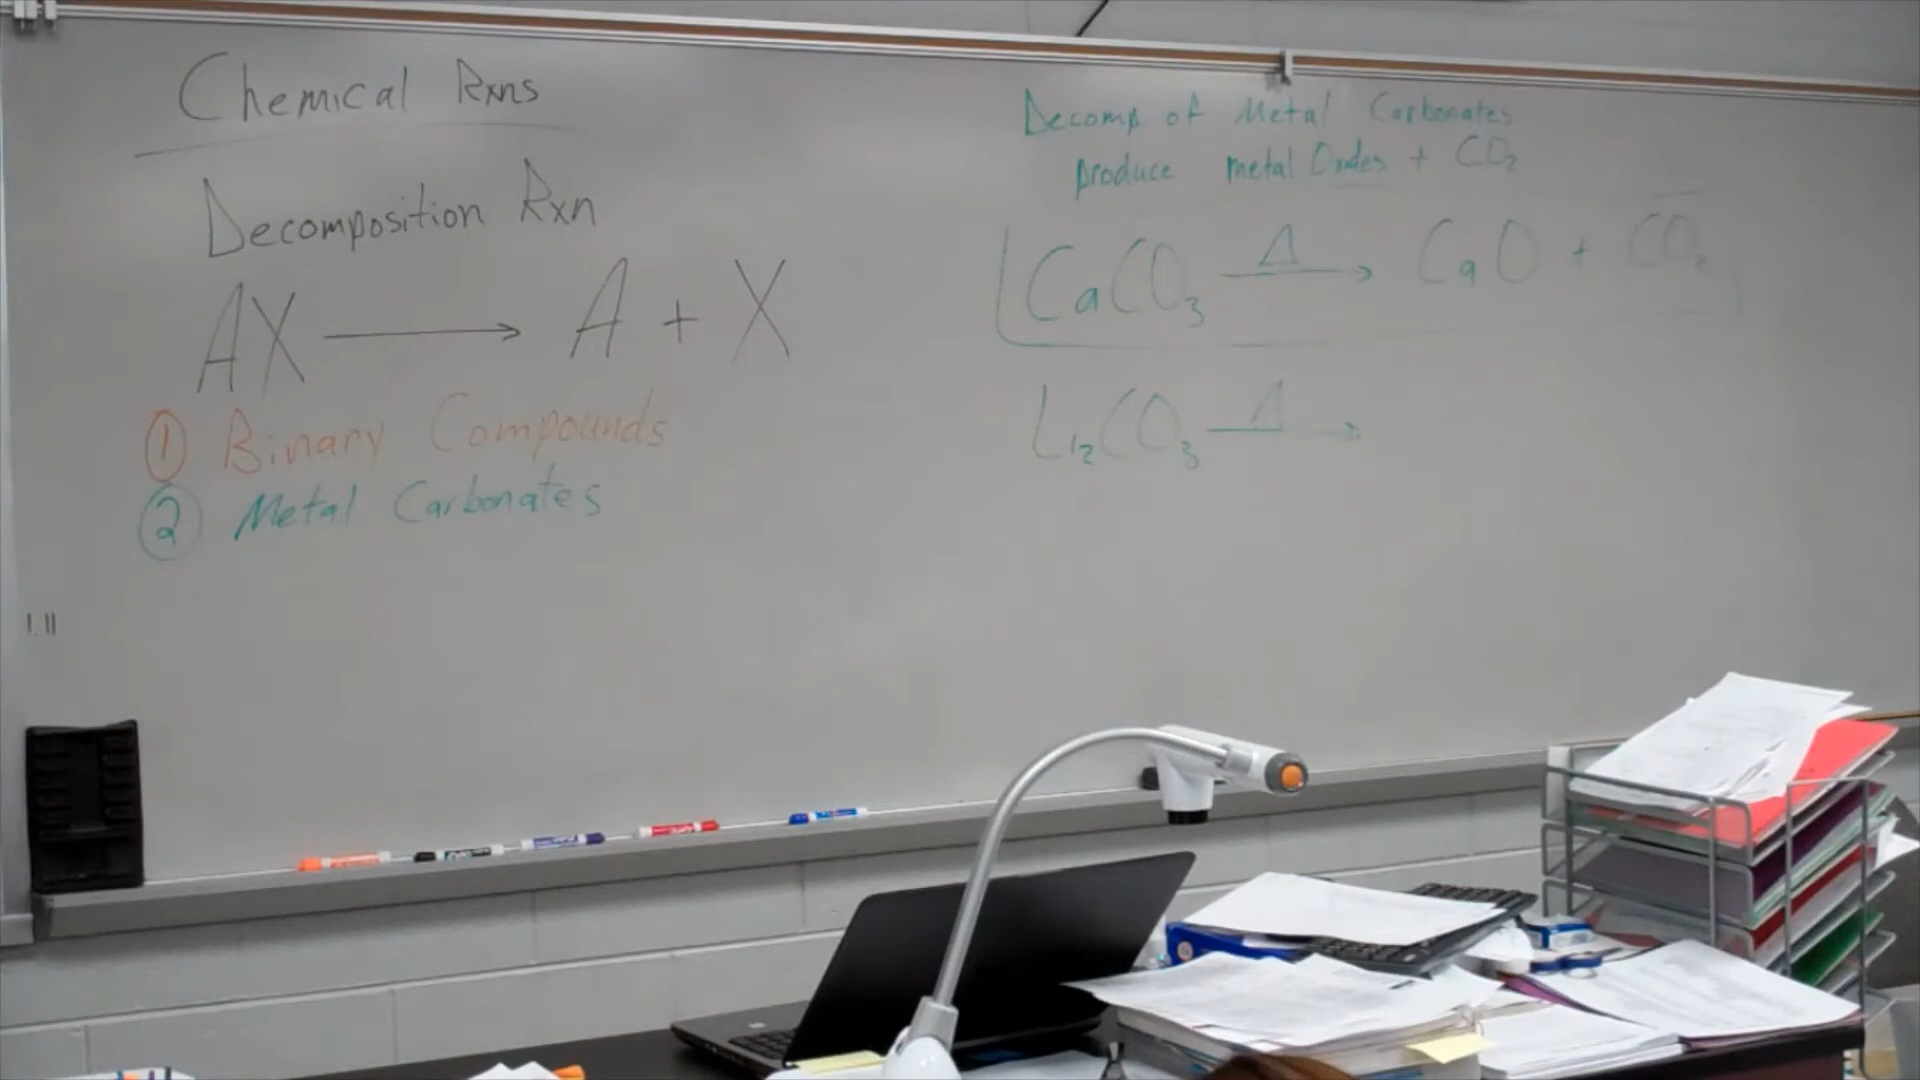 Chemical Rxns
Decomposition Rxn
AX → A + X
① Binary Compounds
② Metal Carbonates
1.11
Decomp of Metal Carbonates
produce metal Oxides + CO₂
CaCO₃ —Δ→ CaO + CO₂
Li₂CO₃ —Δ→